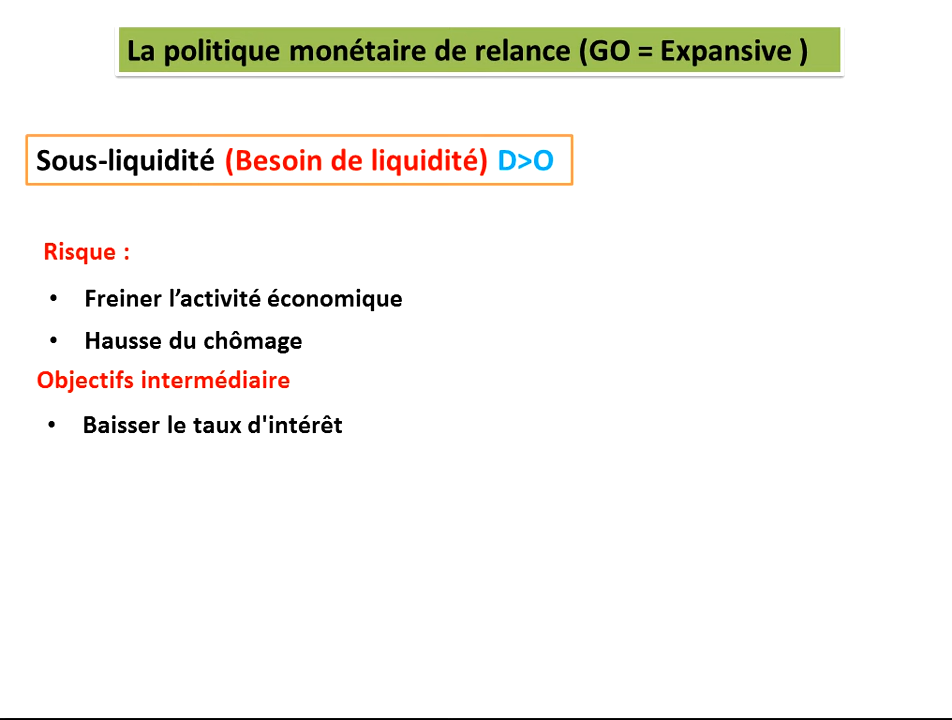 La politique monétaire de relance (GO = Expansive )
Sous-liquidité (Besoin de liquidité) D>O
Risque :
• Freiner l’activité économique
• Hausse du chômage
Objectifs intermédiaire
• Baisser le taux d'intérêt